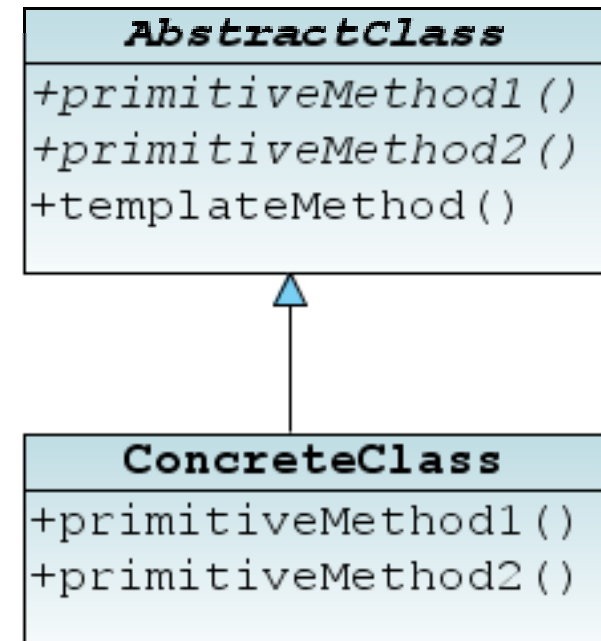 AbstractClass
+primitiveMethod1()
+primitiveMethod2()
+templateMethod()
ConcreteClass
+primitiveMethod1()
+primitiveMethod2()